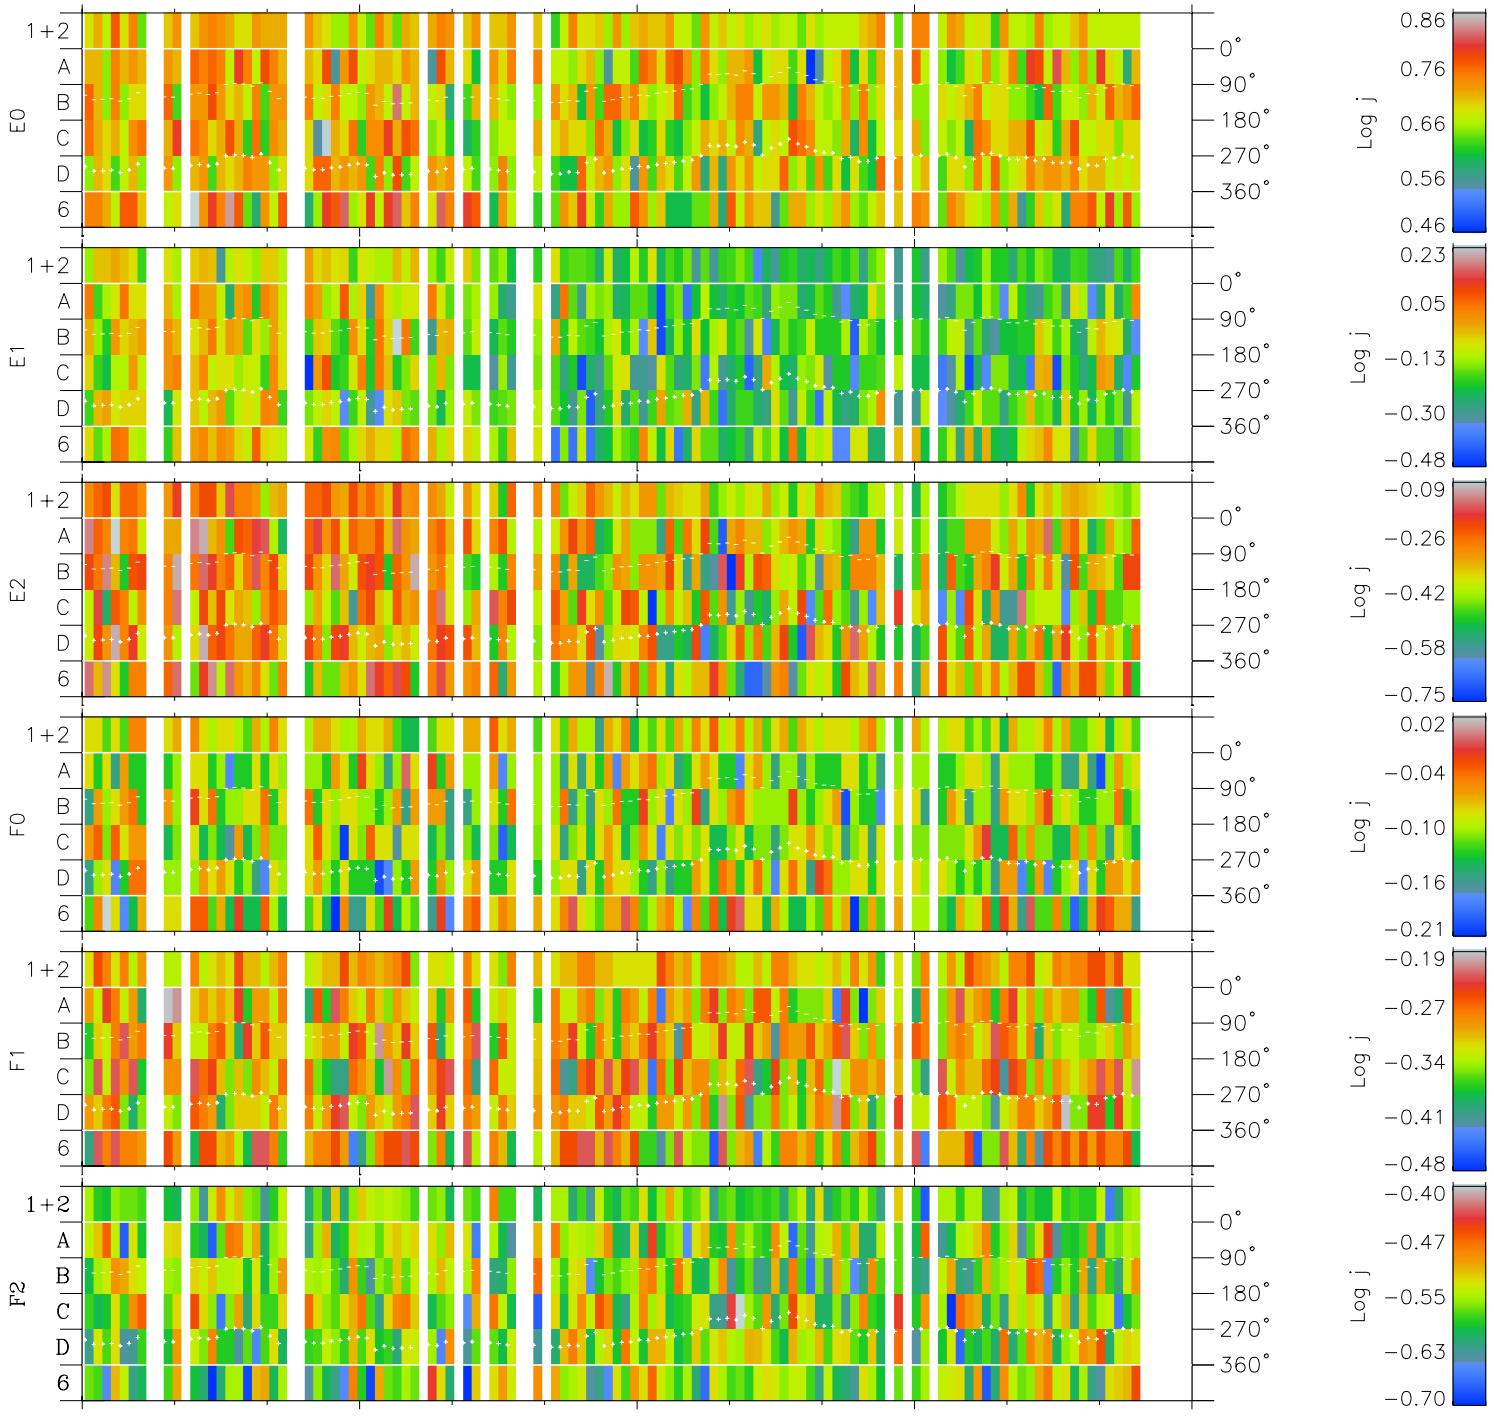 E0
1+2
A
B
C
D
6
0°
90°
180°
270°
360°
Log j
0.86
0.76
0.66
0.56
0.46
E1
1+2
A
B
C
D
6
0°
90°
180°
270°
360°
Log j
0.23
0.05
−0.13
−0.30
−0.48
E2
1+2
A
B
C
D
6
0°
90°
180°
270°
360°
Log j
−0.09
−0.26
−0.42
−0.58
−0.75
F0
1+2
A
B
C
D
6
0°
90°
180°
270°
360°
Log j
0.02
−0.04
−0.10
−0.16
−0.21
F1
1+2
A
B
C
D
6
0°
90°
180°
270°
360°
Log j
−0.19
−0.27
−0.34
−0.41
−0.48
F2
1+2
A
B
C
D
6
0°
90°
180°
270°
360°
Log j
−0.40
−0.47
−0.55
−0.63
−0.70